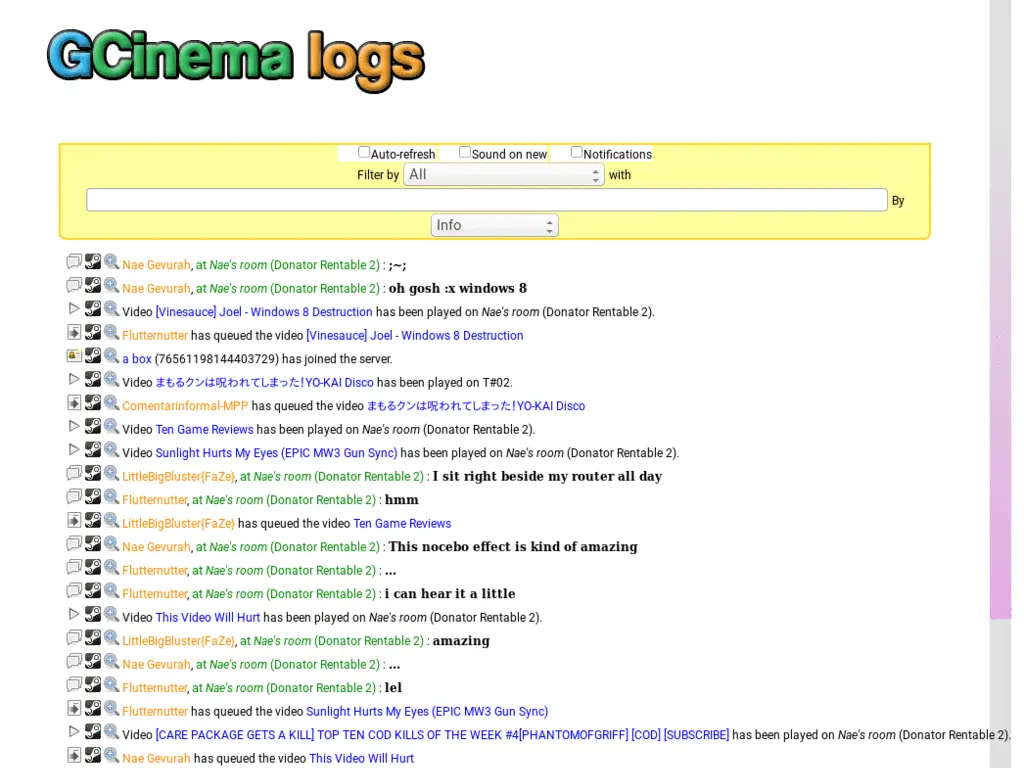 GCinema logs
Auto-refresh Sound on new Notifications
Filter by All with
By
Info
Nae Gevurah, at Nae's room (Donator Rentable 2) : ;~;
Nae Gevurah, at Nae's room (Donator Rentable 2) : oh gosh :x windows 8
Video [Vinesauce] Joel - Windows 8 Destruction has been played on Nae's room (Donator Rentable 2).
Flutternutter has queued the video [Vinesauce] Joel - Windows 8 Destruction
a box (76561198144403729) has joined the server.
Video まもるクンは呪われてしまった！YO-KAI Disco has been played on T#02.
Comentarinformal-MPP has queued the video まもるクンは呪われてしまった！YO-KAI Disco
Video Ten Game Reviews has been played on Nae's room (Donator Rentable 2).
Video Sunlight Hurts My Eyes (EPIC MW3 Gun Sync) has been played on Nae's room (Donator Rentable 2).
LittleBigBluster{FaZe}, at Nae's room (Donator Rentable 2) : I sit right beside my router all day
Flutternutter, at Nae's room (Donator Rentable 2) : hmm
LittleBigBluster{FaZe} has queued the video Ten Game Reviews
Nae Gevurah, at Nae's room (Donator Rentable 2) : This nocebo effect is kind of amazing
Flutternutter, at Nae's room (Donator Rentable 2) : ...
Flutternutter, at Nae's room (Donator Rentable 2) : i can hear it a little
Video This Video Will Hurt has been played on Nae's room (Donator Rentable 2).
LittleBigBluster{FaZe}, at Nae's room (Donator Rentable 2) : amazing
Nae Gevurah, at Nae's room (Donator Rentable 2) : ...
Flutternutter, at Nae's room (Donator Rentable 2) : lel
Flutternutter has queued the video Sunlight Hurts My Eyes (EPIC MW3 Gun Sync)
Video [CARE PACKAGE GETS A KILL] TOP TEN COD KILLS OF THE WEEK #4[PHANTOMOFGRIFF] [COD] [SUBSCRIBE] has been played on Nae's room (Donator Rentable 2).
Nae Gevurah has queued the video This Video Will Hurt